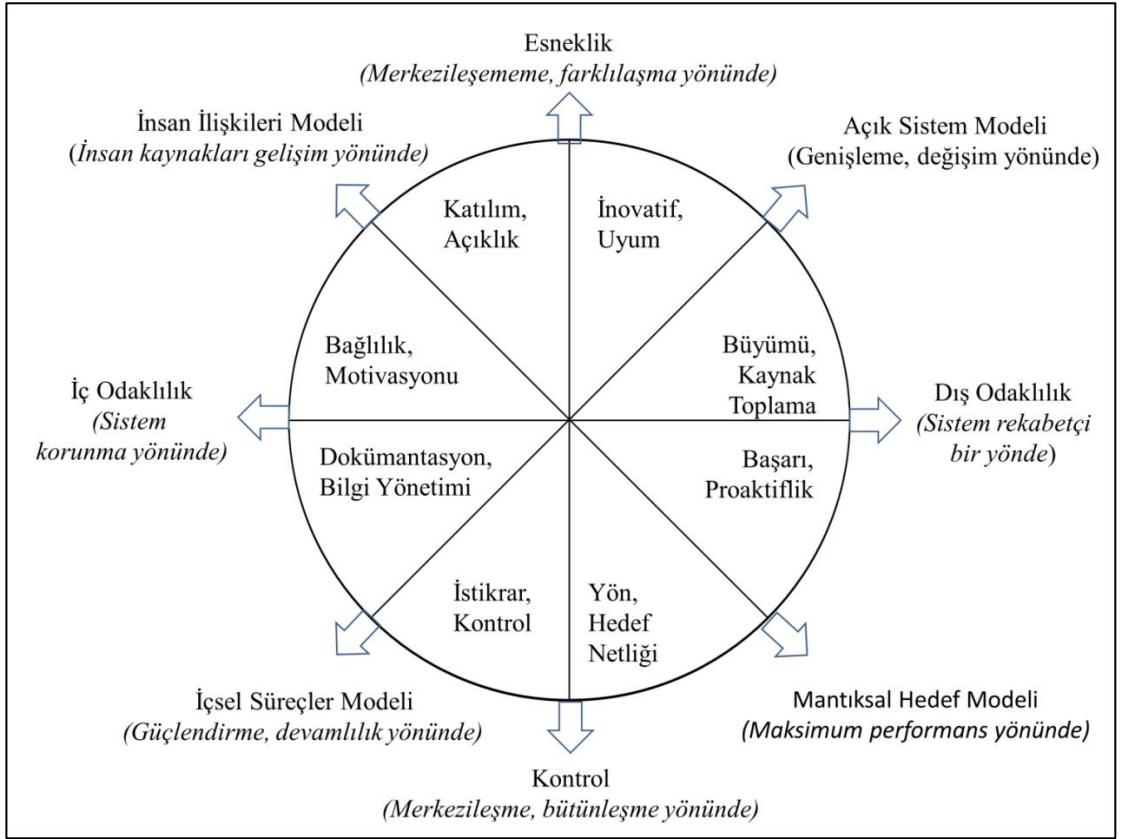 Esneklik
(Merkezileşememe, farklılaşma yönünde)
İnsan İlişkileri Modeli
(İnsan kaynakları gelişim yönünde)
Açık Sistem Modeli
(Genişleme, değişim yönünde)
Katılım,
Açıklık
İnovatif,
Uyum
Bağlılık,
Motivasyonu
Büyümü,
Kaynak
Toplama
İç Odaklılık
(Sistem
korunma yönünde)
Dış Odaklılık
(Sistem rekabetçi
bir yönde)
Dokümantasyon,
Bilgi Yönetimi
Başarı,
Proaktiflik
İstikrar,
Kontrol
Yön,
Hedef
Netliği
İçsel Süreçler Modeli
(Güçlendirme, devamlılık yönünde)
Mantıksal Hedef Modeli
(Maksimum performans yönünde)
Kontrol
(Merkezileşme, bütünleşme yönünde)